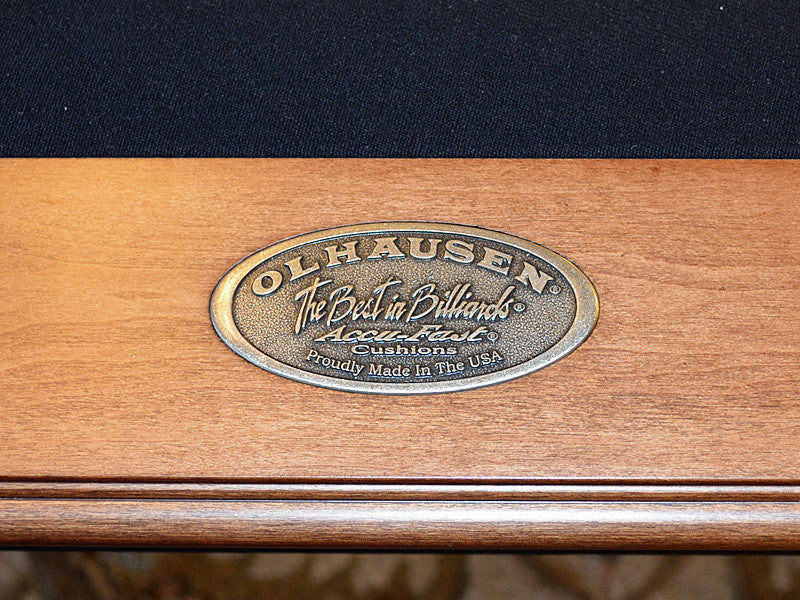 OLHAUSEN®
The Best in Billiards®
Accu-Fast®
Cushions
Proudly Made In The USA